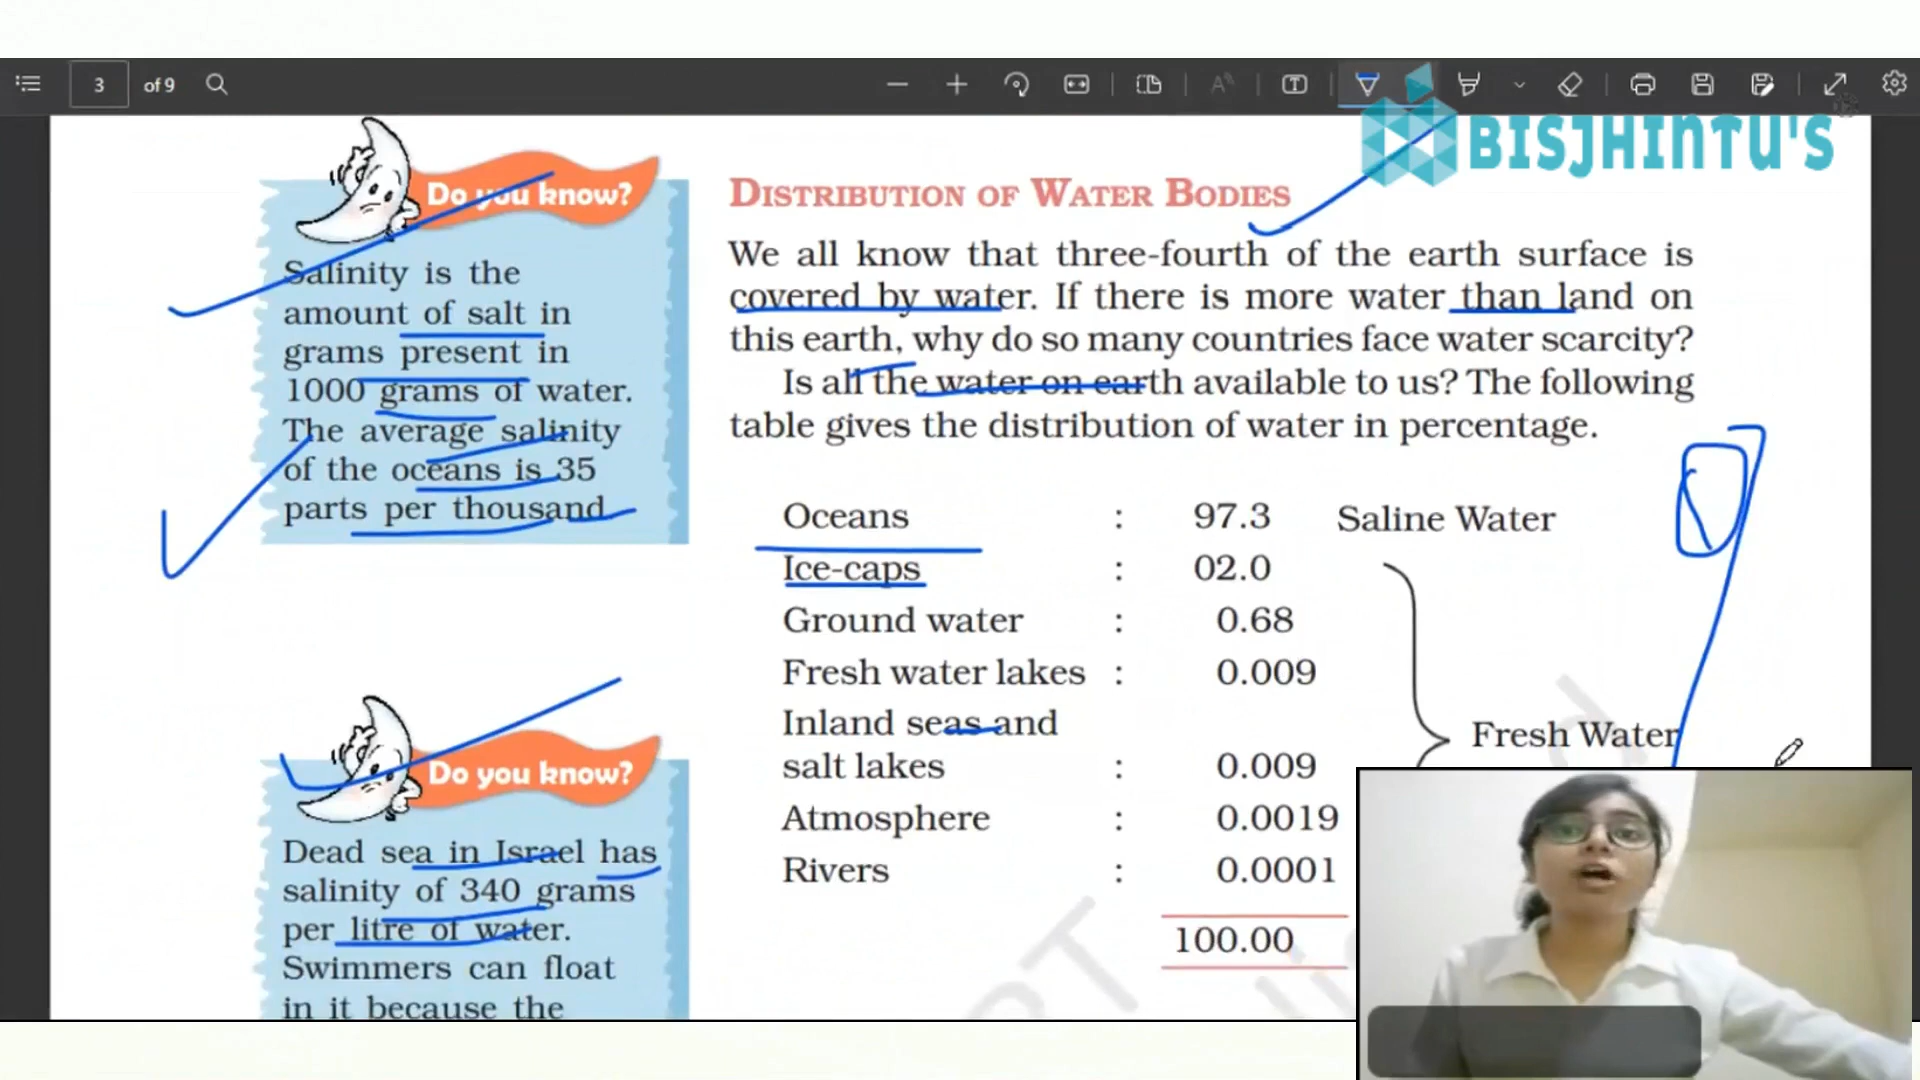 3 of 9
BISJHINTU'S
Do you know?
Salinity is the
amount of salt in
grams present in
1000 grams of water.
The average salinity
of the oceans is 35
parts per thousand
Do you know?
Dead sea in Israel has
salinity of 340 grams
per litre of water.
Swimmers can float
in it because the
DISTRIBUTION OF WATER BODIES
We all know that three-fourth of the earth surface is
covered by water. If there is more water than land on
this earth, why do so many countries face water scarcity?
Is all the water on earth available to us? The following
table gives the distribution of water in percentage.
Oceans : 97.3 Saline Water
Ice-caps : 02.0
Ground water : 0.68
Fresh water lakes : 0.009
Inland seas and
salt lakes : 0.009
Fresh Water
Atmosphere : 0.0019
Rivers : 0.0001
100.00